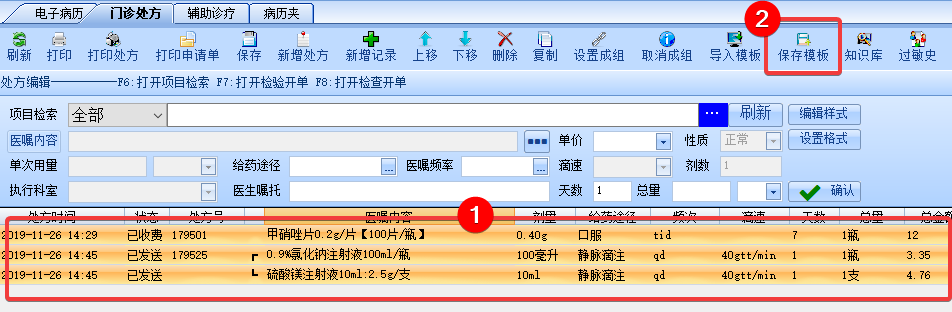 电子病历 门诊处方 辅助诊疗 病历夹
2
刷新 打印 打印处方 打印申请单 保存 新增处方 新增记录 上移 下移 删除 复制 设置成组 取消成组 导入模板 保存模板 知识库 过敏史
处方编辑————————F6:打开项目检索 F7:打开检验开单 F8:打开检查开单
项目检索 全部 ... 刷新 编辑样式
医嘱内容 单价 性质 正常 设置格式
单次用量 给药途径 ... 医嘱频率 ... 滴速 剂数 1
执行科室 医生嘱托 天数 1 总量 确认
1
处方时间 状态 处方号 医嘱内容 剂量 给药途径 频次 滴速 天数 总量 总金额
2019-11-26 14:29 已收费 179501 甲硝唑片0.2g/片【100片/瓶】 0.40g 口服 tid 7 1瓶 12
2019-11-26 14:45 已发送 179525 ┏ 0.9%氯化钠注射液100ml/瓶 100毫升 静脉滴注 qd 40gtt/min 1 1瓶 3.35
2019-11-26 14:45 已发送 ┗ 硫酸镁注射液10ml:2.5g/支 10ml 静脉滴注 qd 40gtt/min 1 1支 4.76